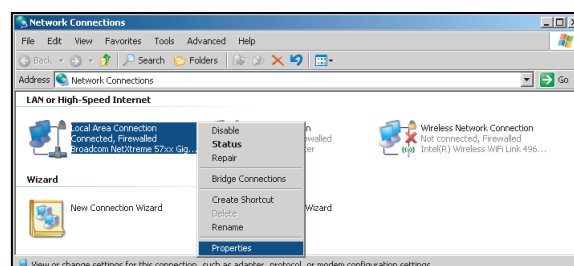 Network Connections
File Edit View Favorites Tools Advanced Help
Back Search Folders
Address Network Connections Go
LAN or High-Speed Internet
Local Area Connection
Connected, Firewalled
Broadcom NetXtreme 57xx Gig...
Disable
Status
Repair
Bridge Connections
Create Shortcut
Delete
Rename
Properties
Wireless Network Connection
Not connected, Firewalled
Intel(R) Wireless WiFi Link 496...
Wizard
New Connection Wizard
Wizard
View or change settings for this connection, such as adapter, protocol, or modem configuration settings.